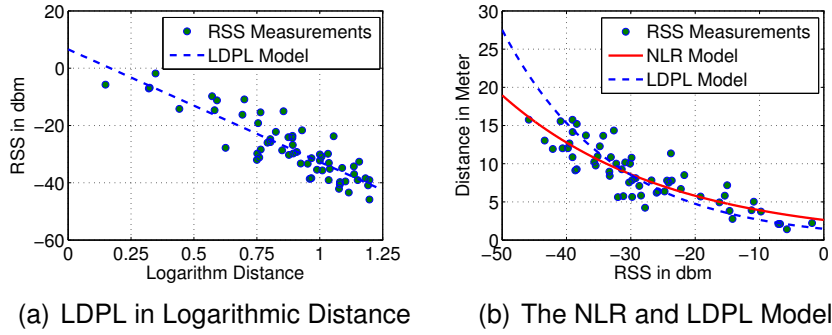 20
0
−20
−40
−60
0
0.25
0.5
0.75
1
1.25
RSS in dbm
Logarithm Distance
RSS Measurements
LDPL Model
(a) LDPL in Logarithmic Distance
30
25
20
15
10
5
0
−50
−40
−30
−20
−10
0
Distance in Meter
RSS in dbm
RSS Measurements
NLR Model
LDPL Model
(b) The NLR and LDPL Model